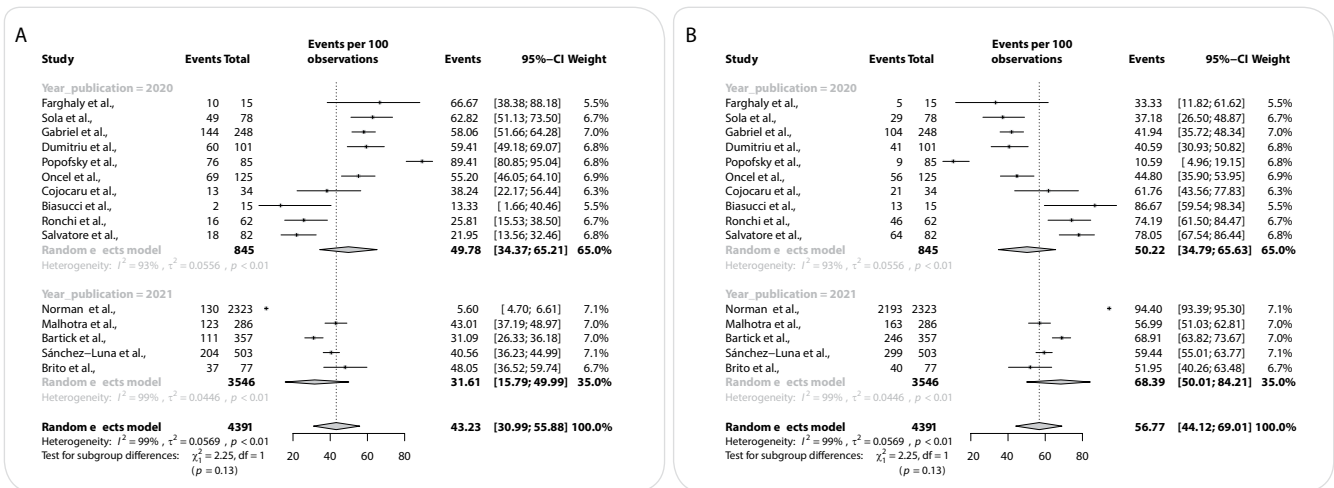 A
Events per 100
Study Events Total observations Events 95%−CI Weight
Year_publication = 2020
Farghaly et al., 10 15 66.67 [38.38; 88.18] 5.5%
Sola et al., 49 78 62.82 [51.13; 73.50] 6.7%
Gabriel et al., 144 248 58.06 [51.66; 64.28] 7.0%
Dumitriu et al., 60 101 59.41 [49.18; 69.07] 6.8%
Popofsky et al., 76 85 89.41 [80.85; 95.04] 6.8%
Oncel et al., 69 125 55.20 [46.05; 64.10] 6.9%
Cojocaru et al., 13 34 38.24 [22.17; 56.44] 6.3%
Biasucci et al., 2 15 13.33 [ 1.66; 40.46] 5.5%
Ronchi et al., 16 62 25.81 [15.53; 38.50] 6.7%
Salvatore et al., 18 82 21.95 [13.56; 32.46] 6.8%
Random e ects model 845 49.78 [34.37; 65.21] 65.0%
Heterogeneity: I² = 93% , τ² = 0.0556 , p < 0.01
Year_publication = 2021
Norman et al., 130 2323 5.60 [ 4.70; 6.61] 7.1%
Malhotra et al., 123 286 43.01 [37.19; 48.97] 7.0%
Bartick et al., 111 357 31.09 [26.33; 36.18] 7.0%
Sánchez−Luna et al., 204 503 40.56 [36.23; 44.99] 7.1%
Brito et al., 37 77 48.05 [36.52; 59.74] 6.7%
Random e ects model 3546 31.61 [15.79; 49.99] 35.0%
Heterogeneity: I² = 99% , τ² = 0.0446 , p < 0.01
Random e ects model 4391 43.23 [30.99; 55.88] 100.0%
Heterogeneity: I² = 99% , τ² = 0.0569 , p < 0.01
Test for subgroup differences: χ²₁ = 2.25, df = 1
(p = 0.13)
20 40 60 80
B
Events per 100
Study Events Total observations Events 95%−CI Weight
Year_publication = 2020
Farghaly et al., 5 15 33.33 [11.82; 61.62] 5.5%
Sola et al., 29 78 37.18 [26.50; 48.87] 6.7%
Gabriel et al., 104 248 41.94 [35.72; 48.34] 7.0%
Dumitriu et al., 41 101 40.59 [30.93; 50.82] 6.8%
Popofsky et al., 9 85 10.59 [ 4.96; 19.15] 6.8%
Oncel et al., 56 125 44.80 [35.90; 53.95] 6.9%
Cojocaru et al., 21 34 61.76 [43.56; 77.83] 6.3%
Biasucci et al., 13 15 86.67 [59.54; 98.34] 5.5%
Ronchi et al., 46 62 74.19 [61.50; 84.47] 6.7%
Salvatore et al., 64 82 78.05 [67.54; 86.44] 6.8%
Random e ects model 845 50.22 [34.79; 65.63] 65.0%
Heterogeneity: I² = 93% , τ² = 0.0556 , p < 0.01
Year_publication = 2021
Norman et al., 2193 2323 94.40 [93.39; 95.30] 7.1%
Malhotra et al., 163 286 56.99 [51.03; 62.81] 7.0%
Bartick et al., 246 357 68.91 [63.82; 73.67] 7.0%
Sánchez−Luna et al., 299 503 59.44 [55.01; 63.77] 7.1%
Brito et al., 40 77 51.95 [40.26; 63.48] 6.7%
Random e ects model 3546 68.39 [50.01; 84.21] 35.0%
Heterogeneity: I² = 99% , τ² = 0.0446 , p < 0.01
Random e ects model 4391 56.77 [44.12; 69.01] 100.0%
Heterogeneity: I² = 99% , τ² = 0.0569 , p < 0.01
Test for subgroup differences: χ²₁ = 2.25, df = 1
(p = 0.13)
20 40 60 80